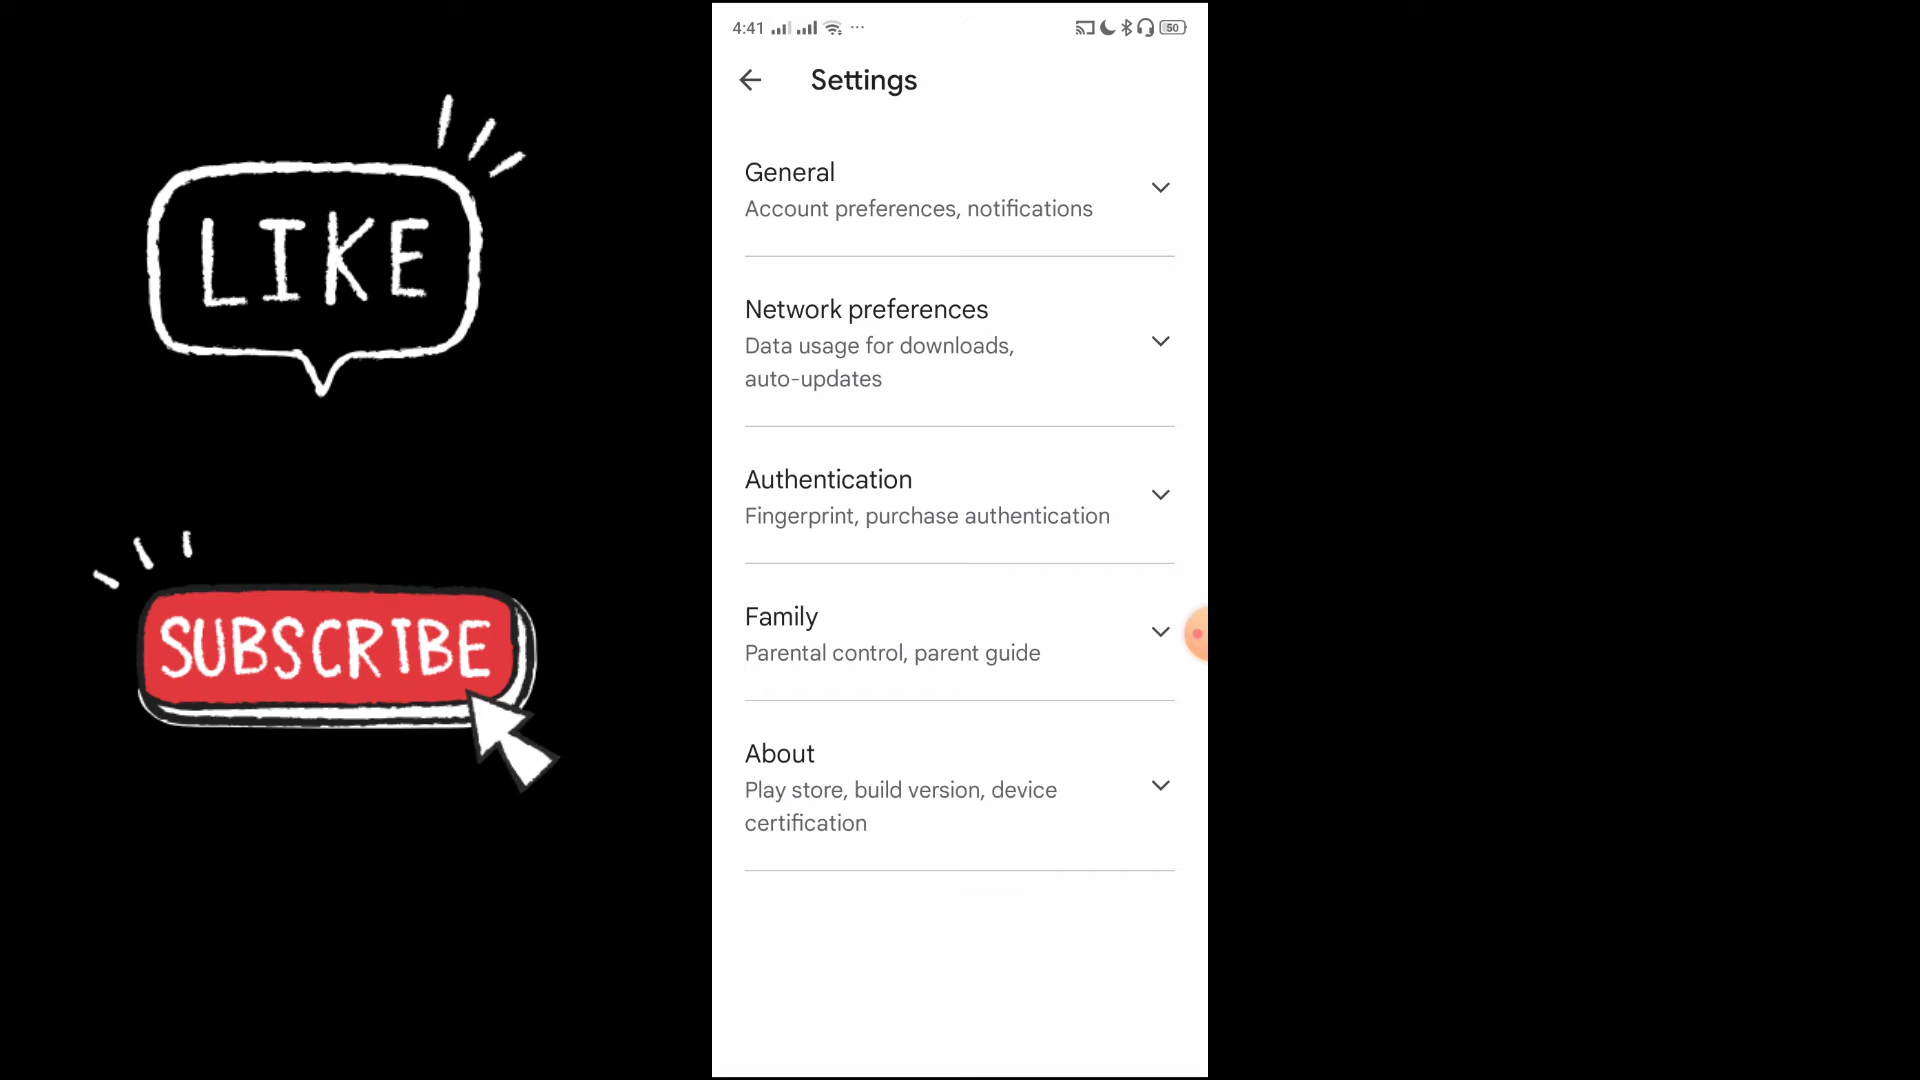 LIKE
SUBSCRIBE
4:41
50
Settings
General
Account preferences, notifications
Network preferences
Data usage for downloads,
auto-updates
Authentication
Fingerprint, purchase authentication
Family
Parental control, parent guide
About
Play store, build version, device
certification